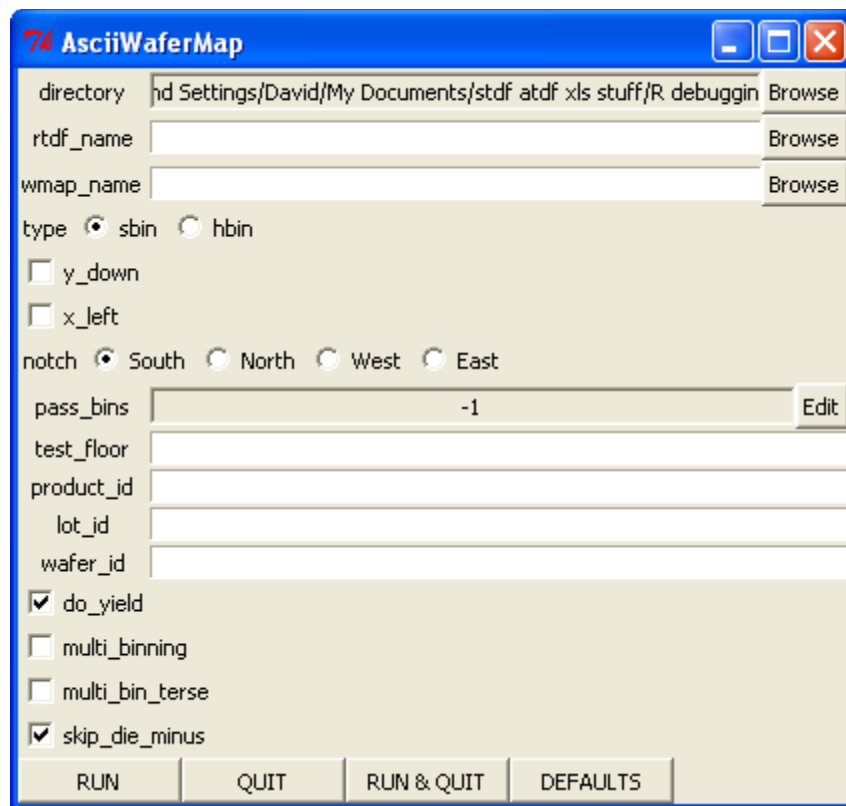 AsciiWaferMap
directory nd Settings/David/My Documents/stdf atdf xls stuff/R debuggin Browse
rtdf_name Browse
wmap_name Browse
type sbin hbin
y_down
x_left
notch South North West East
pass_bins -1 Edit
test_floor
product_id
lot_id
wafer_id
do_yield
multi_binning
multi_bin_terse
skip_die_minus
RUN QUIT RUN & QUIT DEFAULTS